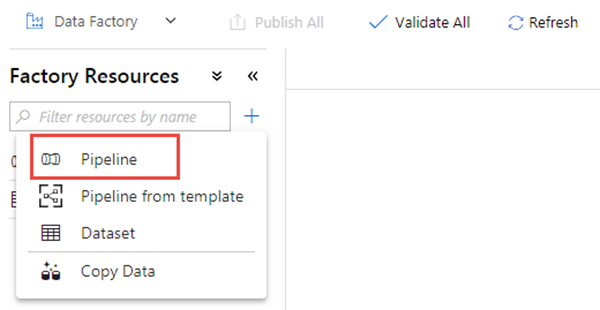 Data Factory Publish All Validate All Refresh
Factory Resources
Filter resources by name
Pipeline
Pipeline from template
Dataset
Copy Data